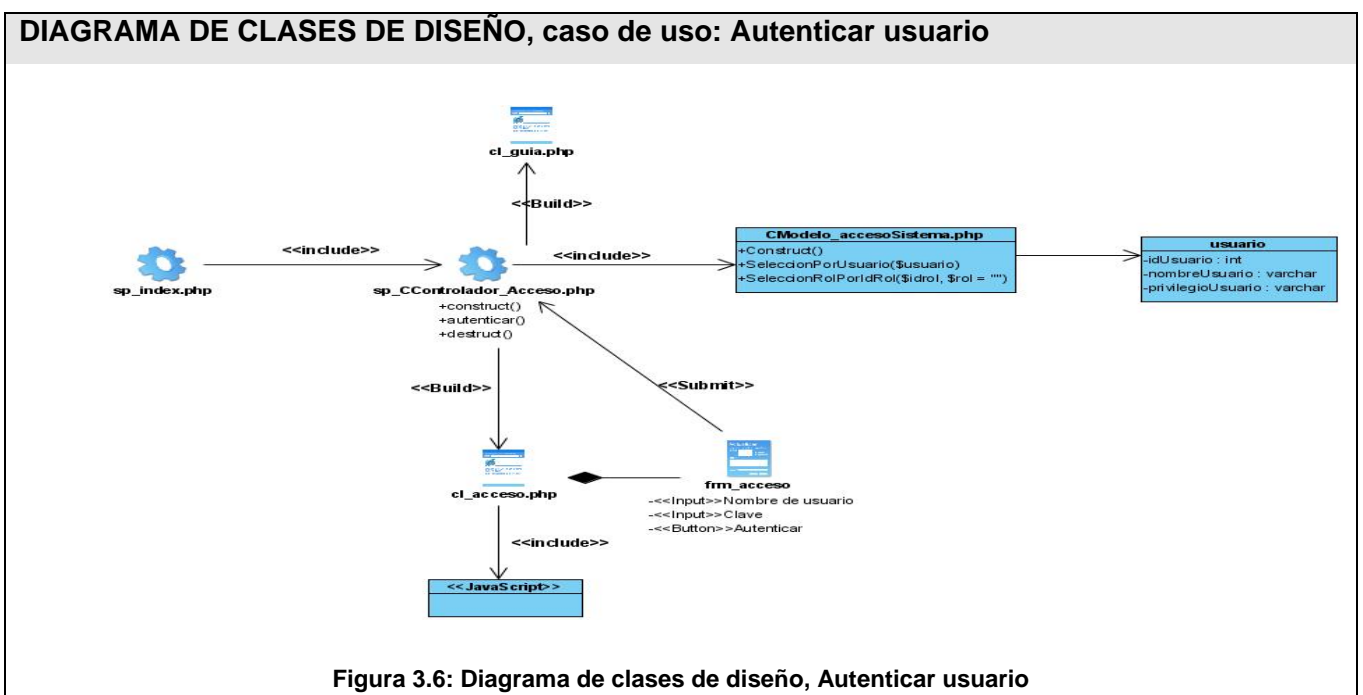 DIAGRAMA DE CLASES DE DISEÑO, caso de uso: Autenticar usuario
cl_guia.php
<<Build>>
<<include>>
<<include>>
sp_index.php
sp_CControlador_Acceso.php
+construct()
+autenticar()
+destruct()
CModelo_accesoSistema.php
+Construct()
+SeleccionPorUsuario($usuario)
+SeleccionRolPorIdRol($idrol, $rol = "")
usuario
-idUsuario : int
-nombreUsuario : varchar
-privilegioUsuario : varchar
<<Build>>
<<Submit>>
cl_acceso.php
frm_acceso
-<<Input>>Nombre de usuario
-<<Input>>Clave
-<<Button>>Autenticar
<<include>>
<<JavaScript>>
Figura 3.6: Diagrama de clases de diseño, Autenticar usuario